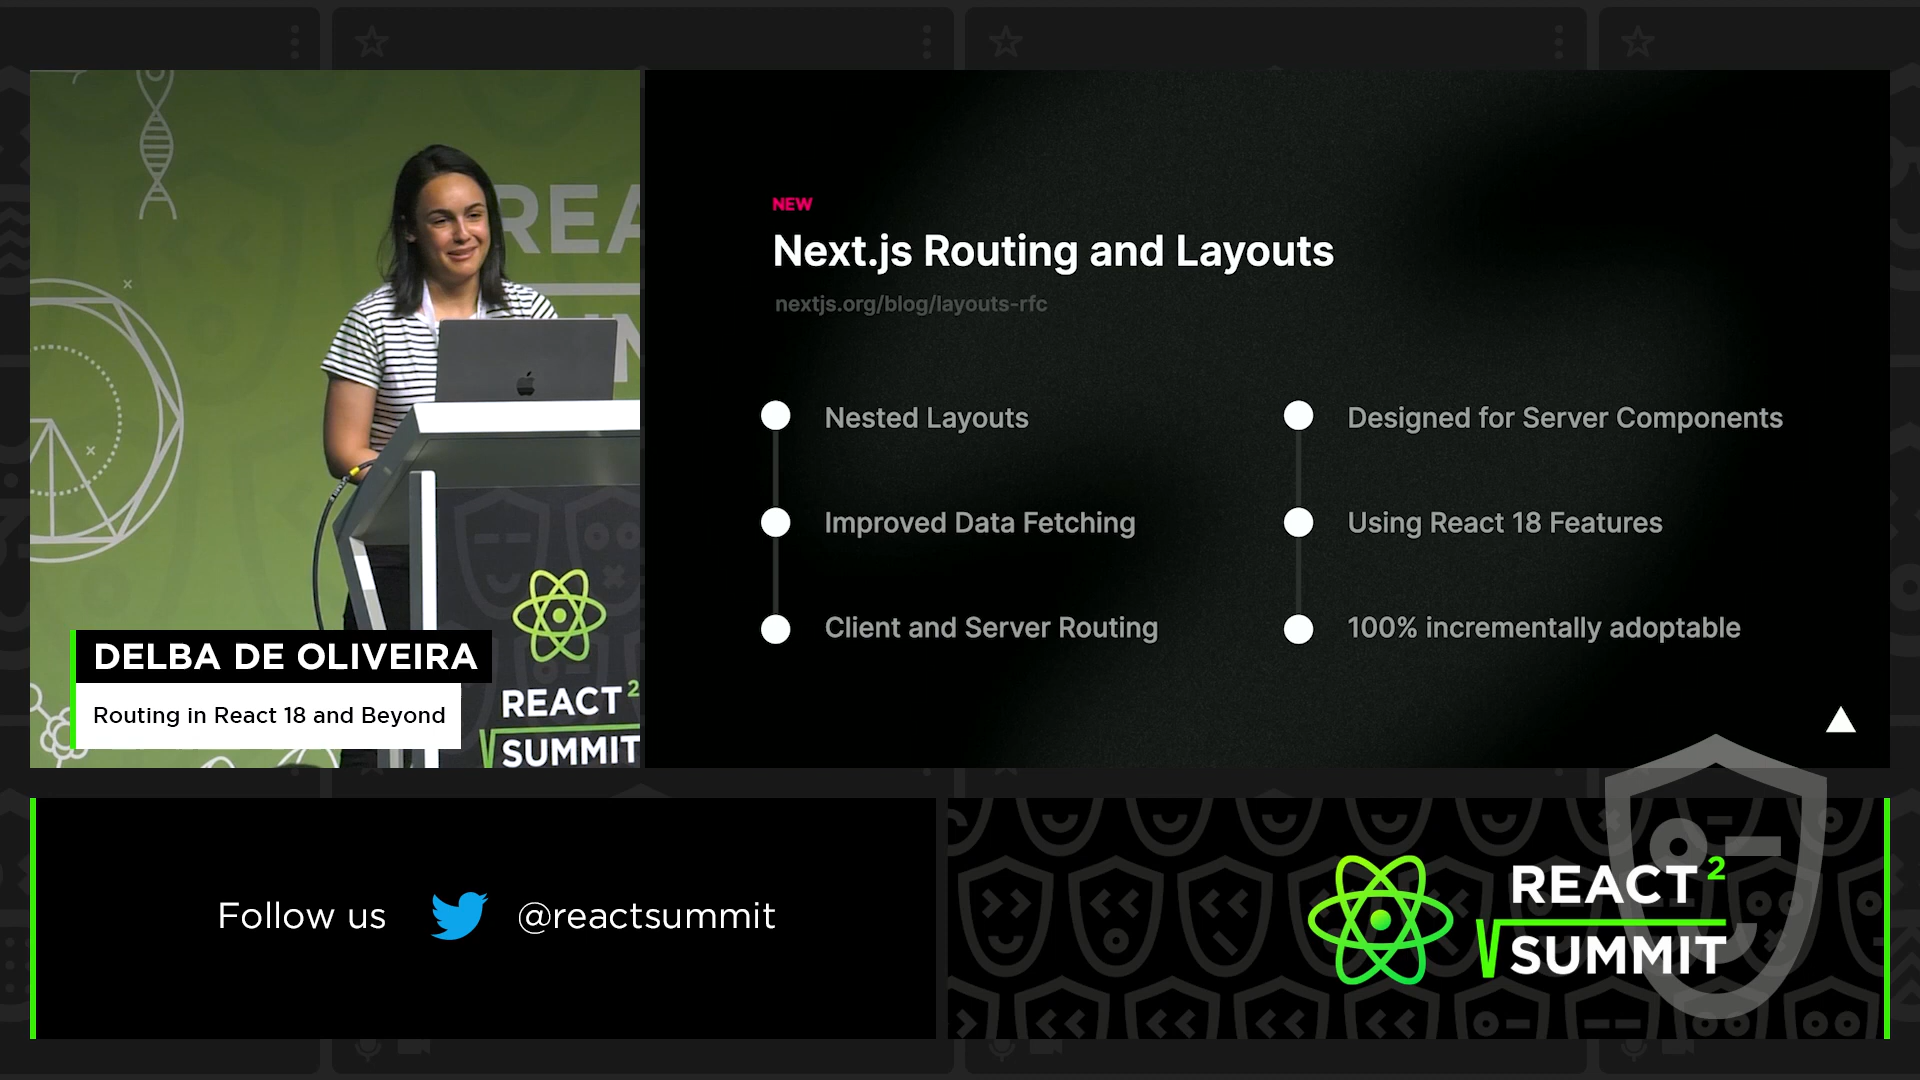 REA
DELBA DE OLIVEIRA
Routing in React 18 and Beyond
REACT 2
SUMMIT
NEW
Next.js Routing and Layouts
nextjs.org/blog/layouts-rfc
Nested Layouts
Improved Data Fetching
Client and Server Routing
Designed for Server Components
Using React 18 Features
100% incrementally adoptable
Follow us
@reactsummit
REACT 2
SUMMIT